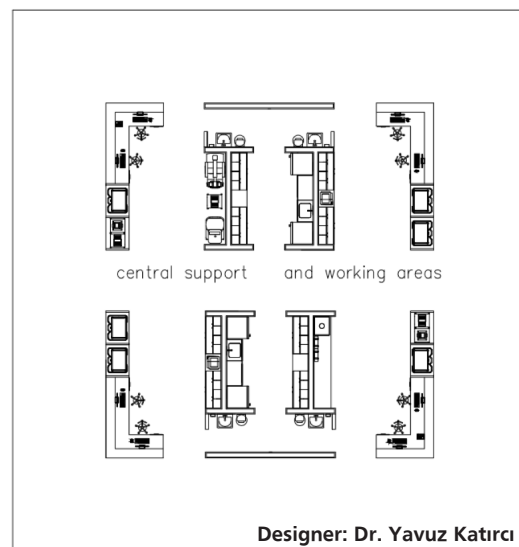 central support and working areas
Designer: Dr. Yavuz Katırcı